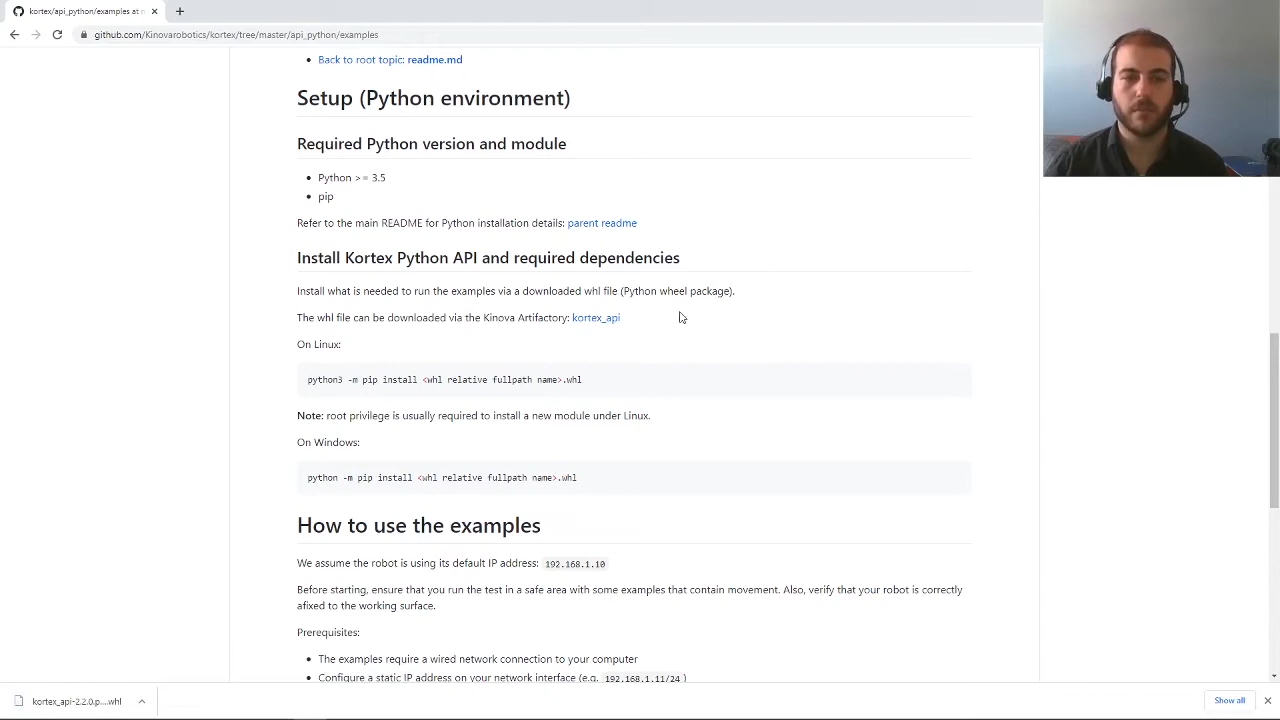 kortex/api_python/examples at
github.com/Kinovarobotics/kortex/tree/master/api_python/examples
• Back to root topic: readme.md
Setup (Python environment)
Required Python version and module
• Python >= 3.5
• pip
Refer to the main README for Python installation details: parent readme
Install Kortex Python API and required dependencies
Install what is needed to run the examples via a downloaded whl file (Python wheel package).
The whl file can be downloaded via the Kinova Artifactory: kortex_api
On Linux:
python3 -m pip install <whl relative fullpath name>.whl
Note: root privilege is usually required to install a new module under Linux.
On Windows:
python -m pip install <whl relative fullpath name>.whl
How to use the examples
We assume the robot is using its default IP address: 192.168.1.10
Before starting, ensure that you run the test in a safe area with some examples that contain movement. Also, verify that your robot is correctly
afixed to the working surface.
Prerequisites:
• The examples require a wired network connection to your computer
• Configure a static IP address on your network interface (e.g. 192.168.1.11/24)
kortex_api-2.2.0.p....whl
Show all